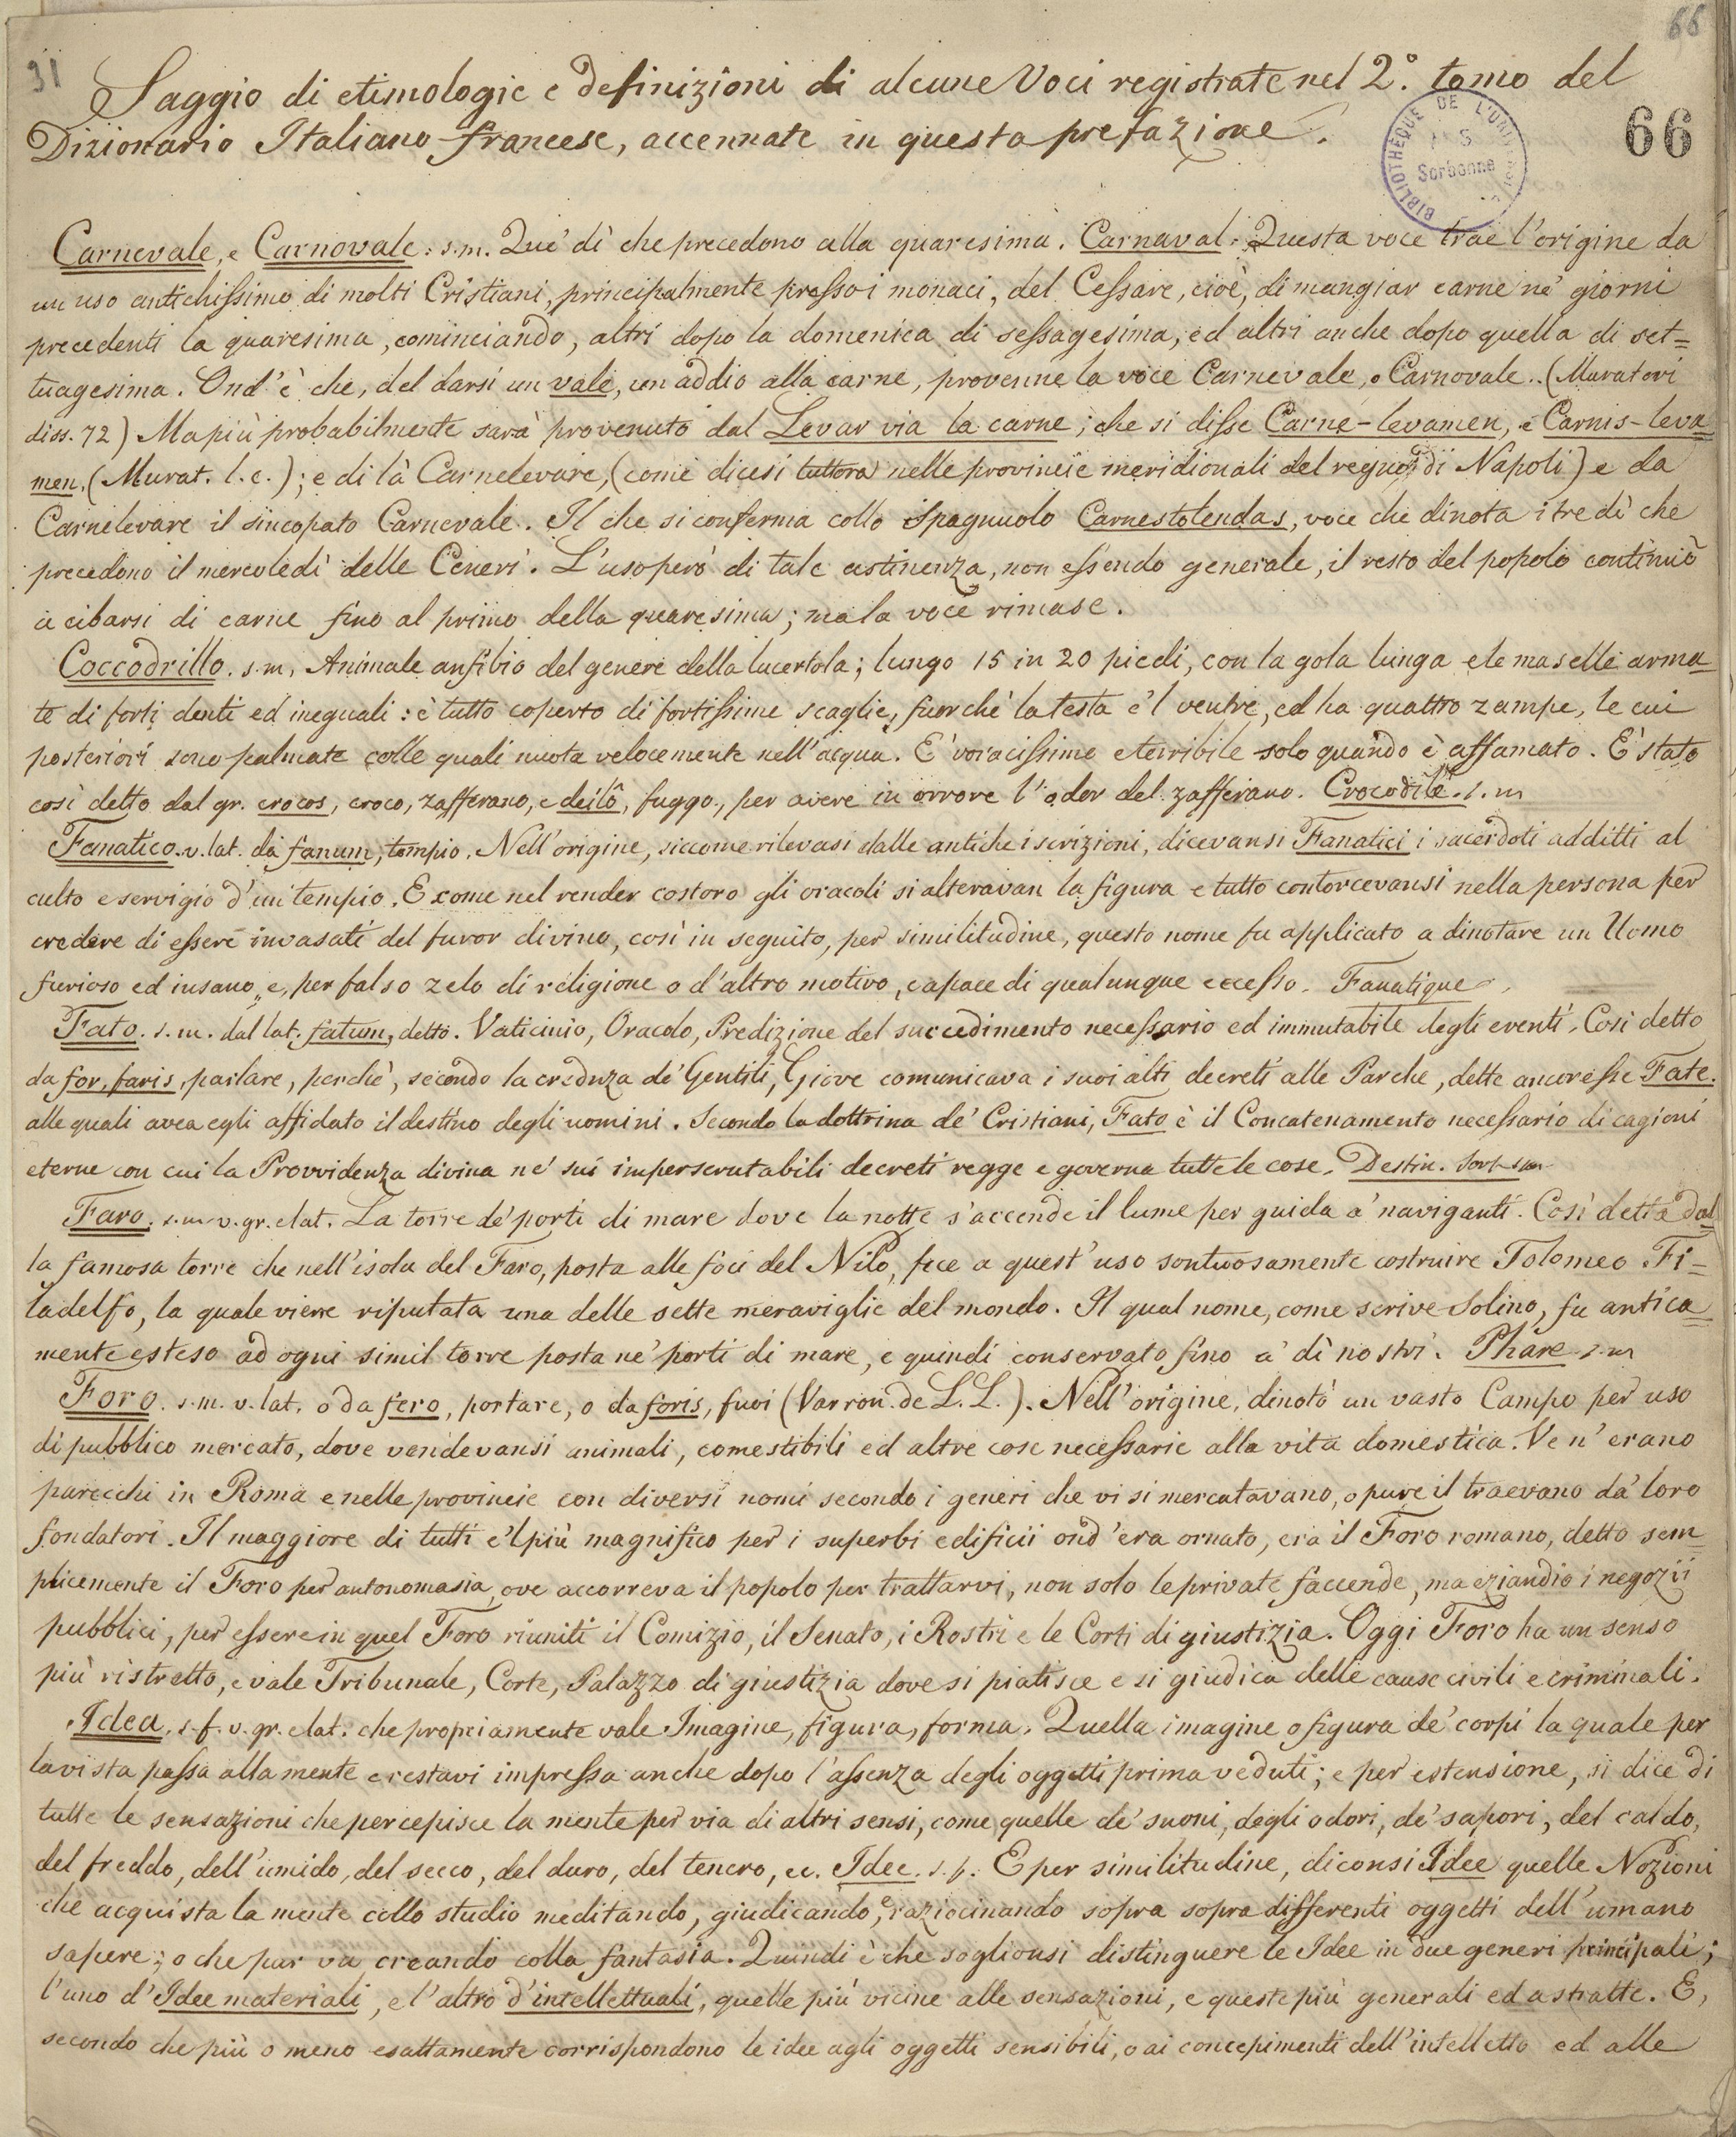 31
66
Saggio di etimologie e definizioni di alcune Voci registrate nel 2.° tomo del
66
Dizionario Italiano-francese, accennate in questa prefazione.
BIBLIOTHÈQUE DE L'UNIVERSITÉ
Sorbonne
Carnevale, e Carnovale: s.m. Que' dì che precedono alla quaresima. Carnaval. Questa voce trae l'origine da
un uso antichissimo di molti Cristiani, principalmente presso i monaci, del Cessare, cioè, di mangiar carne ne' giorni
precedenti la quaresima, cominciando, altri dopo la domenica di sessagesima, ed altri anche dopo quella di set=
tuagesima. Ond'è che, del darsi un vale, un addio alla carne, provenne la voce Carnevale, o Carnovale. (Muratori
diss. 72) Ma più probabilmente sarà provenuto dal Levar via la carne; che si disse Carne-levamen, e Carnis-leva
men, (Murat. l. c.); e di là Carnelevare, (come dicesi tuttora nelle provincie meridionali del regno di Napoli) e da
Carnelevare il sincopato Carnevale. Il che si conferma collo Spagnuolo Carnestolendas, voce che dinota i tre dì che
precedono il mercoledì delle Ceneri. L'uso però di tale astinenza, non essendo generale, il resto del popolo continuò
a cibarsi di carne fino al primo della quaresima; ma la voce rimase.
Coccodrillo. s.m. Animale anfibio del genere della lucertola; lungo 15 in 20 piedi, con la gola lunga e le maselle arma=
te di forti denti ed ineguali: è tutto coperto di fortissime scaglie, fuorchè la testa e 'l ventre, ed ha quattro zampe, le cui
posteriori sono palmate colle quali nuota velocemente nell'acqua. E' voracissimo e terribile solo quando è affamato. E' stato
così detto dal gr. crocos, croco, zafferano, e deilô, fuggo, per avere in orrore l'odor del zafferano. Crocodile. s. m
Fanatico. v. lat. da fanum, tempio. Nell'origine, siccome rilevasi dalle antiche iscrizioni, dicevansi Fanatici i sacerdoti additti al
culto e servigio d'un tempio. E come nel render costoro gli oracoli si alteravan la figura e tutto contorcevansi nella persona per
credere di essere invasati del furor divino, così in seguito, per similitudine, questo nome fu applicato a dinotare un Uomo
furioso ed insano, e, per falso zelo di religione o d'altro motivo, capace di qualunque eccesso. Fanatique.
Fato. s. m. dal lat. fatum, detto. Vaticinio, Oracolo, Predizione del succedimento necessario ed immutabile degli eventi. Così detto
da for, faris, parlare, perchè, secondo la credenza de' Gentili, Giove comunicava i suoi alti decreti alle Parche, dette ancor esse Fate.
alle quali avea egli affidato il destino degli uomini. Secondo la dottrina de' Cristiani, Fato è il Concatenamento necessario di cagioni
eterne con cui la Provvidenza divina ne' sui imperscrutabili decreti regge e governa tutte le cose. Destin. Sort
Faro. s. m v. gr. e lat. La torre de' porti di mare dove la notte s'accende il lume per guida a' naviganti. Così detta dal
la famosa torre che nell'isola del Faro, posta alle foci del Nilo, fece a quest'uso sontuosamente costruire Tolomeo Fi=
ladelfo, la quale viene riputata una delle sette meraviglie del mondo. Il qual nome, come scrive Solino, fu antica
mente esteso ad ogni simil torre posta ne' porti di mare, e quindi conservato fino a' dì nostri. Phare s. m
Foro. s. m. v. lat. o da fero, portare, o da foris, fuoi (Varron. de L. L.). Nell'origine, dinotò un vasto Campo per uso
di pubblico mercato, dove vendevansi animali, comestibili ed altre cose necessarie alla vita domestica. Ve n'erano
parecchi in Roma e nelle provincie con diversi nomi secondo i generi che vi si mercatavano, o pure il traevano da' loro
fondatori. Il maggiore di tutti e 'l più magnifico per i superbi edificii ond'era ornato, era il Foro romano, detto sem=
plicemente il Foro per antonomasia, ove accorreva il popolo per trattarvi, non solo le private faccende, ma eziandio i negozii
pubblici, per essere in quel Foro riuniti il Comizio, il Senato, i Rostri e le Corti di giustizia. Oggi Foro ha un senso
più ristretto, e vale Tribunale, Corte, Palazzo di giustizia dove si piatisce e si giudica delle cause civili e criminali.
Idea. s. f. v. gr. e lat. che propriamente vale Imagine, figura, forma. Quella imagine o figura de' corpi la quale per
la vista passa alla mente e restavi impressa anche dopo l'assenza degli oggetti prima veduti; e per estensione, si dice di
tutte le sensazioni che percepisce la mente per via di altri sensi, come quelle de' suoni, degli odori, de' sapori, del caldo,
del freddo, dell'umido, del secco, del duro, del tenero, ec. Idée. s. f. E per similitudine, diconsi Idee quelle Nozioni
che acquista la mente collo studio meditando, giudicando, e raziocinando sopra sopra differenti oggetti dell'umano
sapere; o che pur va creando colla fantasia. Quindi è che soglionsi distinguere le Idee in due generi principali;
l'uno d'Idee materiali, e l'altro d'intellettuali, quelle più vicine alle sensazioni, e queste più generali ed astratte. E,
secondo che più o meno esattamente corrispondono le idee agli oggetti sensibili, o ai concepimenti dell'intelletto ed alle